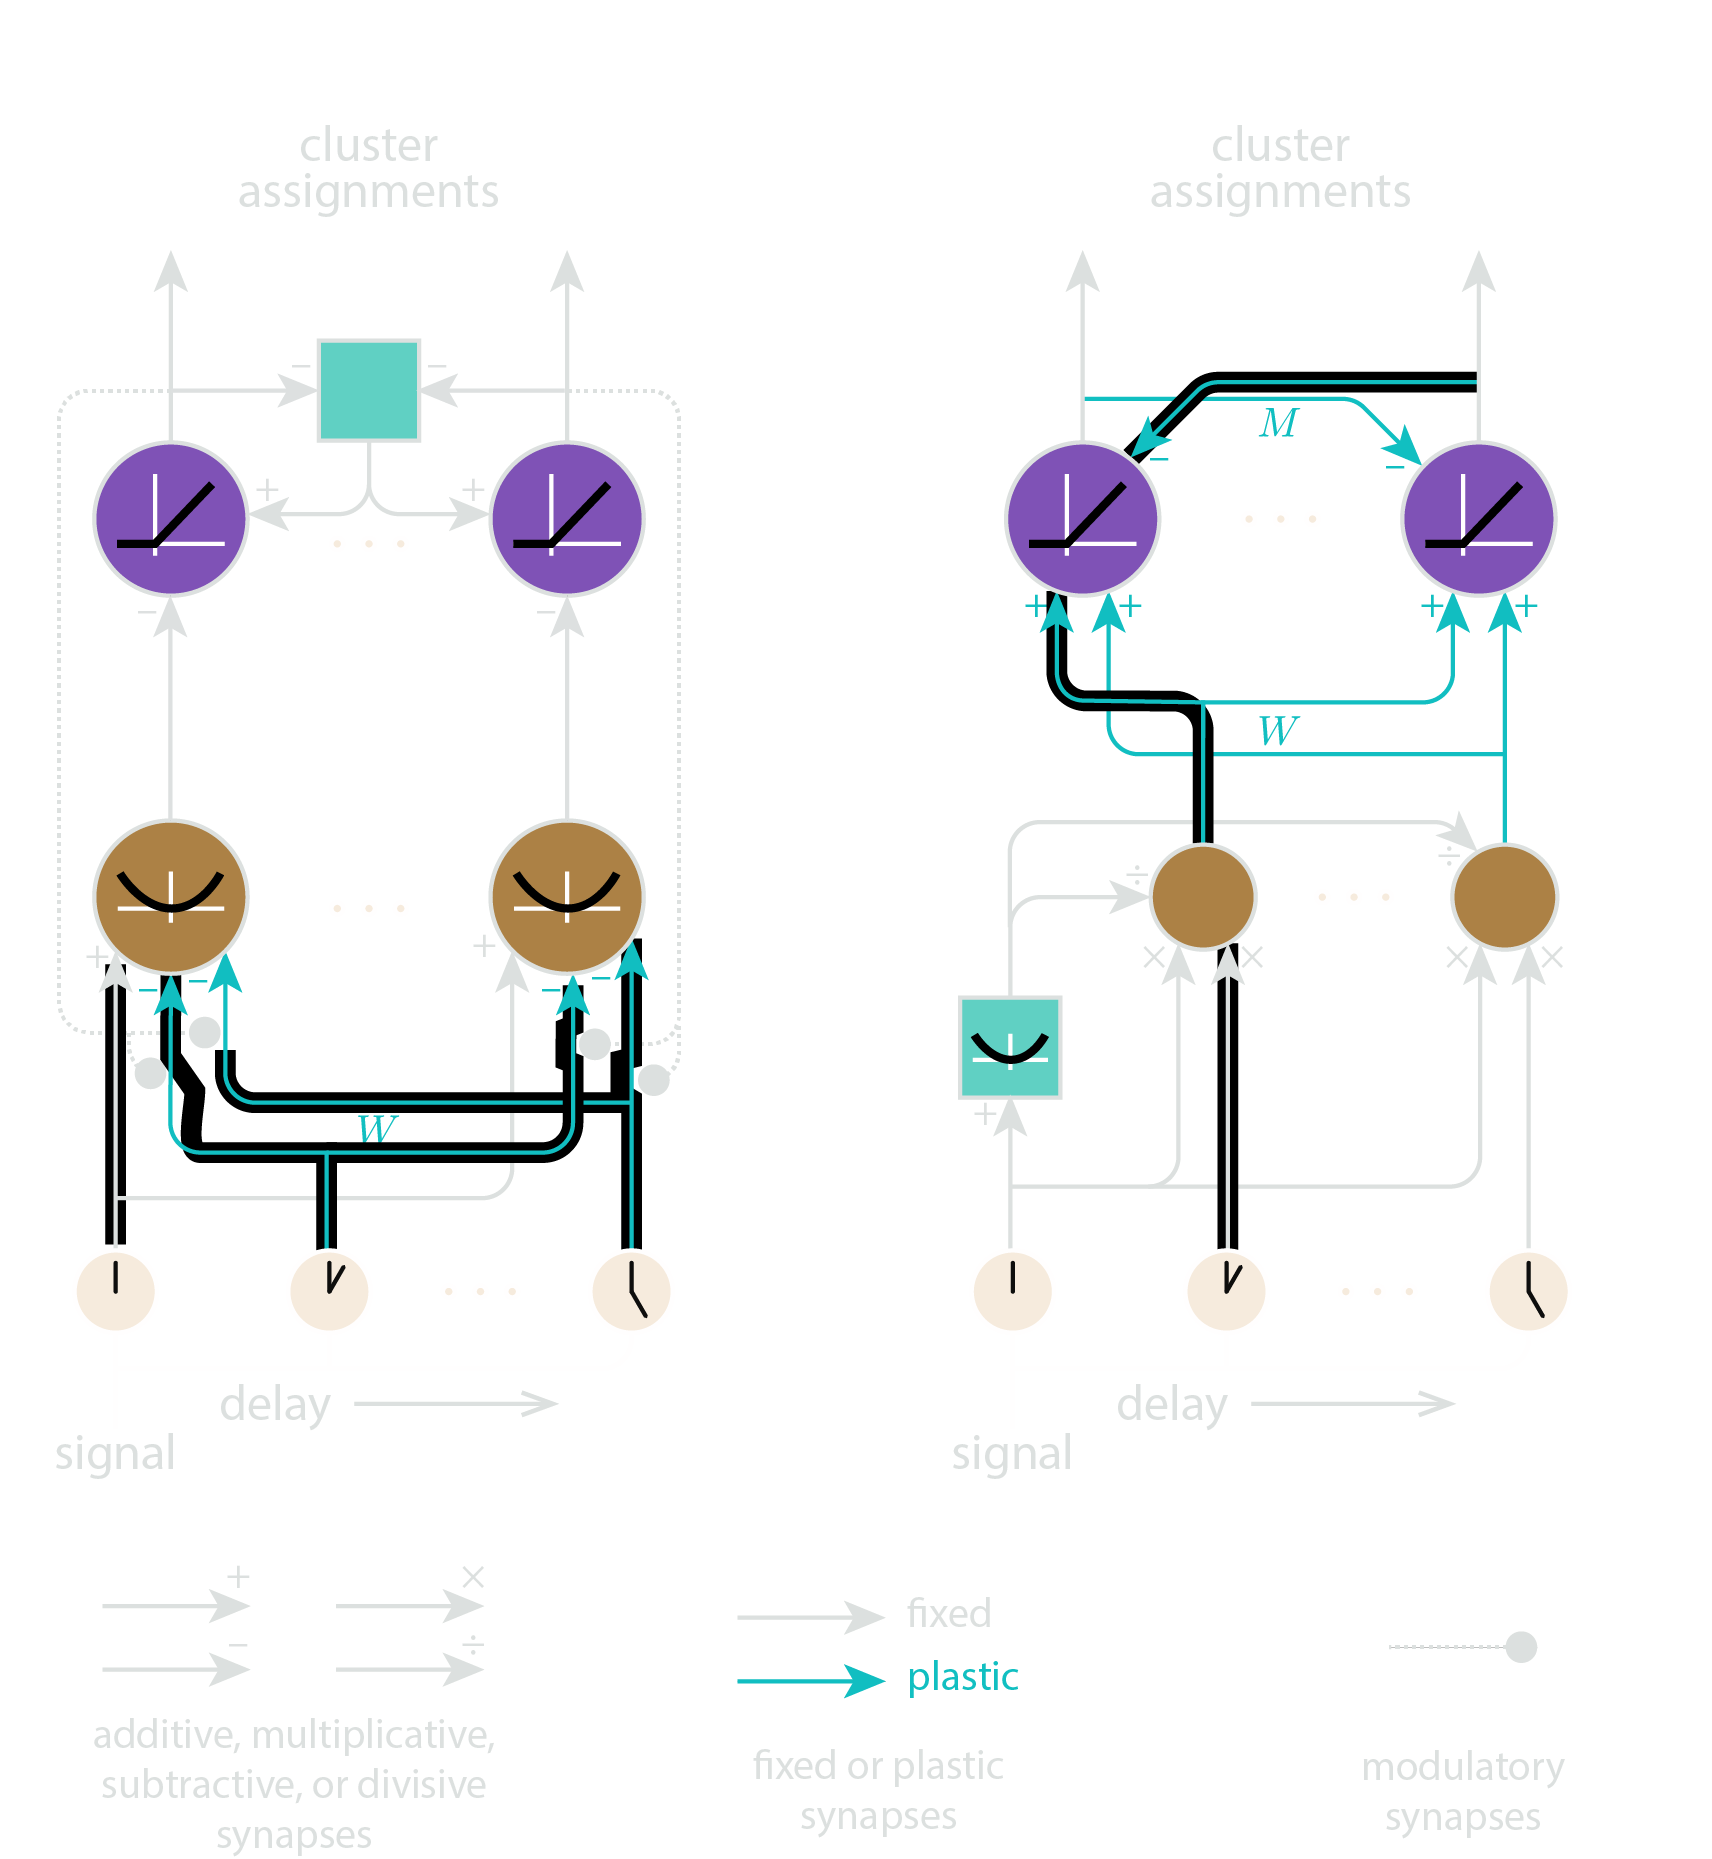 cluster
assignments
cluster
assignments
− −
+ +
M
− −
− −
+ + + +
W
÷ ÷
+ − − + − −
× × × ×
+
W
delay
signal
delay
signal
+ ×
− ÷
fixed
plastic
additive, multiplicative,
subtractive, or divisive
synapses
fixed or plastic
synapses
modulatory
synapses